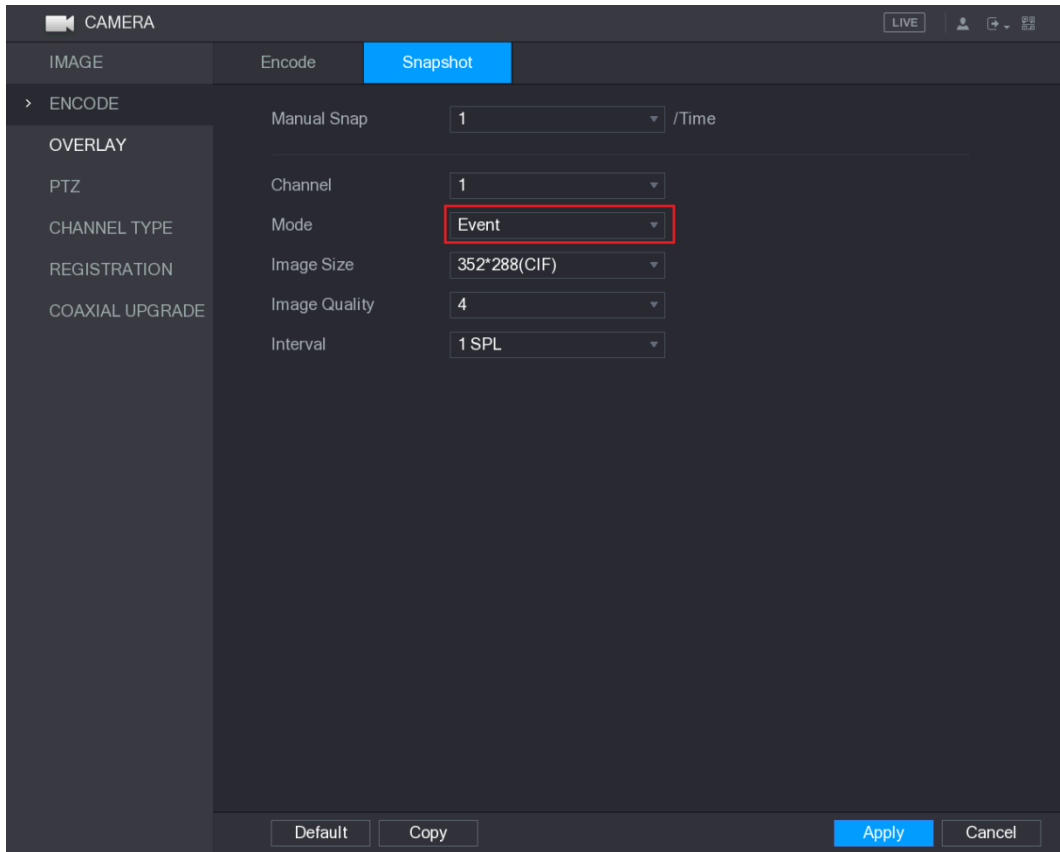 CAMERA LIVE
IMAGE
ENCODE
OVERLAY
PTZ
CHANNEL TYPE
REGISTRATION
COAXIAL UPGRADE
Encode Snapshot
Manual Snap 1 /Time
Channel 1
Mode Event
Image Size 352*288(CIF)
Image Quality 4
Interval 1 SPL
Default Copy Apply Cancel